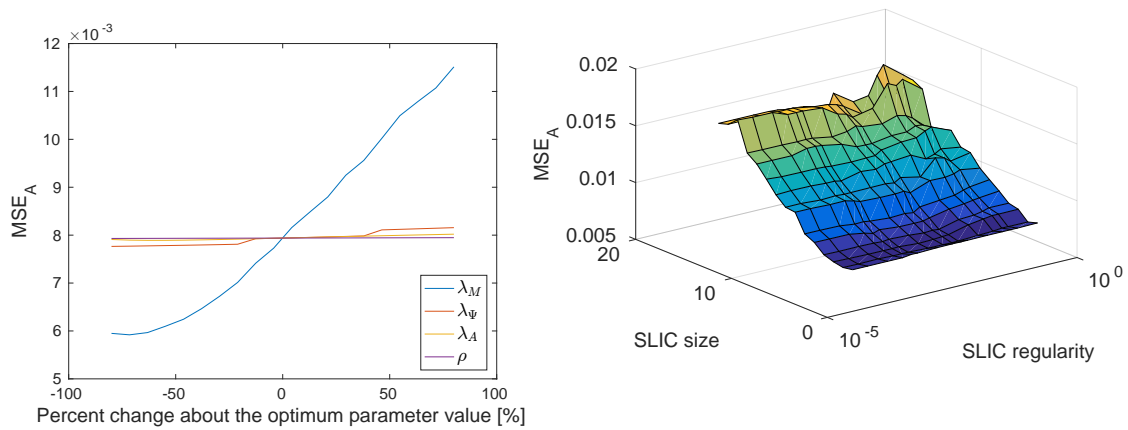 ×10⁻³
12
11
10
9
8
7
6
5
-100
-50
0
50
100
MSE_A
Percent change about the optimum parameter value [%]
λ_M
λ_Ψ
λ_A
ρ
0.02
0.015
0.01
0.005
MSE_A
20
10
0
SLIC size
10⁻⁵
10⁰
SLIC regularity